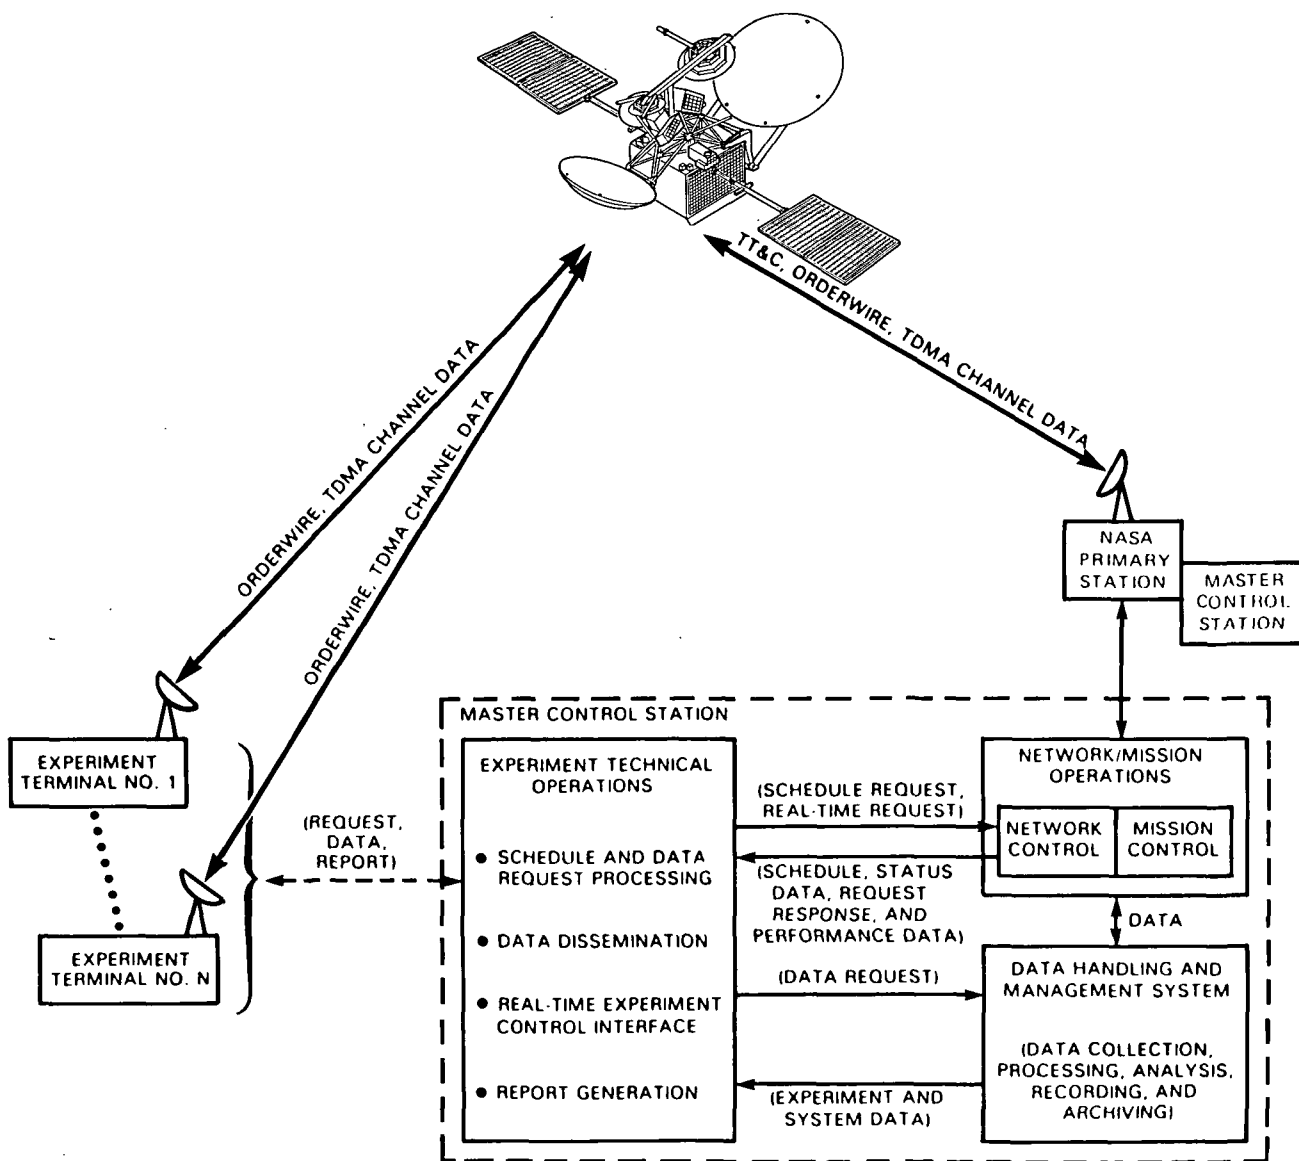 TT&C, ORDERWIRE, TDMA CHANNEL DATA
ORDERWIRE, TDMA CHANNEL DATA
ORDERWIRE, TDMA CHANNEL DATA
NASA
PRIMARY
STATION
MASTER
CONTROL
STATION
EXPERIMENT
TERMINAL NO. 1
EXPERIMENT
TERMINAL NO. N
(REQUEST,
DATA,
REPORT)
MASTER CONTROL STATION
EXPERIMENT TECHNICAL
OPERATIONS
• SCHEDULE AND DATA
REQUEST PROCESSING
• DATA DISSEMINATION
• REAL-TIME EXPERIMENT
CONTROL INTERFACE
• REPORT GENERATION
(SCHEDULE REQUEST,
REAL-TIME REQUEST)
(SCHEDULE, STATUS
DATA, REQUEST
RESPONSE, AND
PERFORMANCE DATA)
(DATA REQUEST)
(EXPERIMENT AND
SYSTEM DATA)
NETWORK/MISSION
OPERATIONS
NETWORK
CONTROL
MISSION
CONTROL
DATA
DATA HANDLING AND
MANAGEMENT SYSTEM
(DATA COLLECTION,
PROCESSING, ANALYSIS,
RECORDING, AND
ARCHIVING)